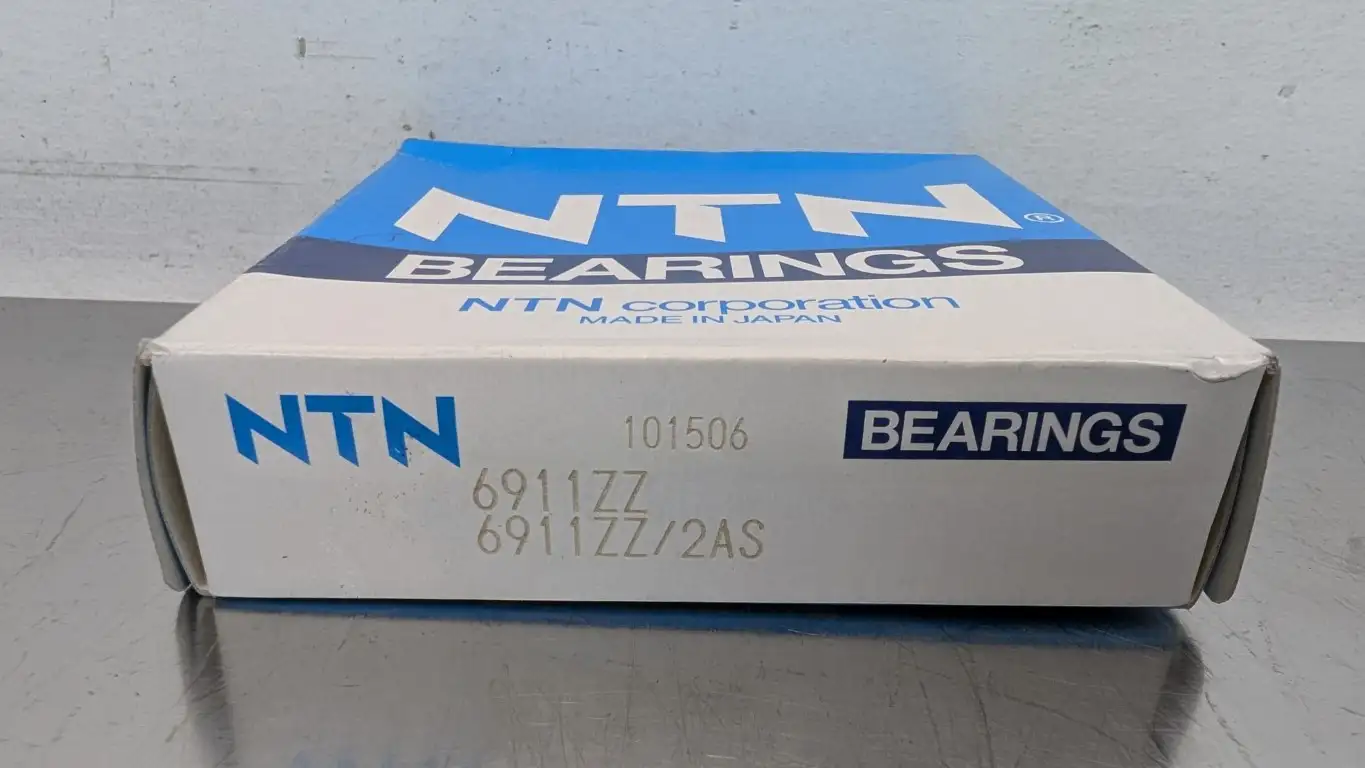 NTN®
BEARINGS
NTN corporation
MADE IN JAPAN
NTN
101506
BEARINGS
6911ZZ
6911ZZ/2AS